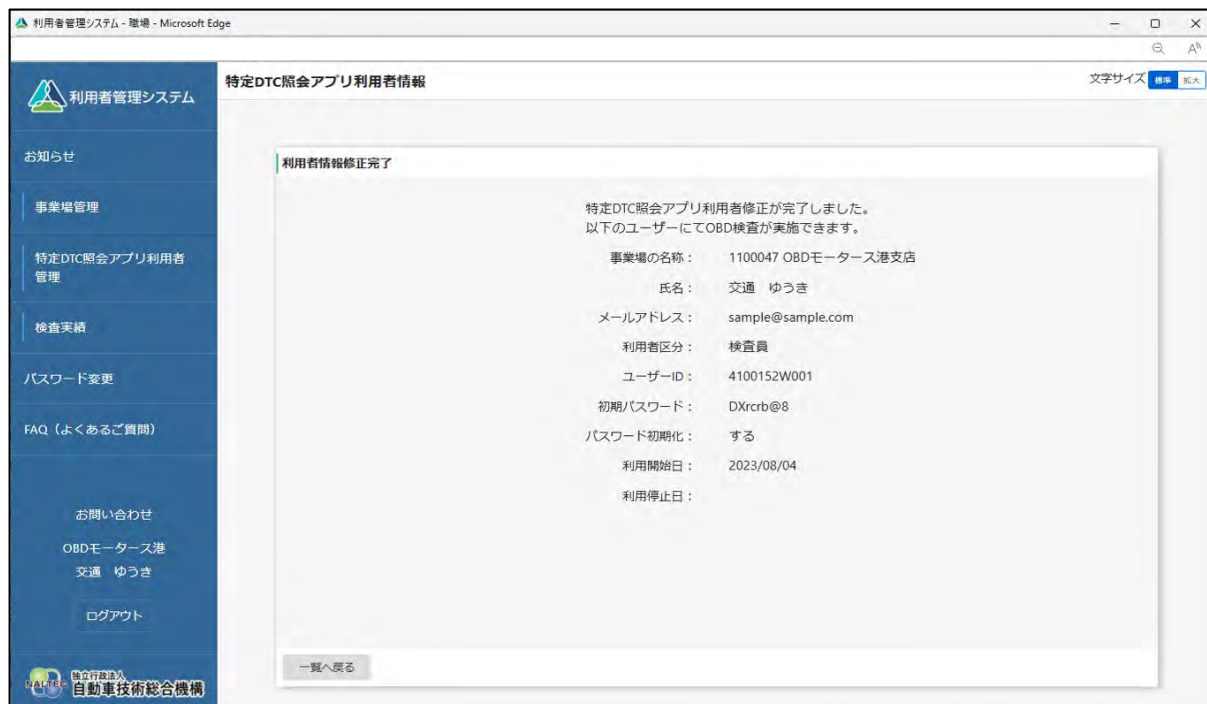 利用者管理システム - 職場 - Microsoft Edge
利用者管理システム
特定DTC照会アプリ利用者情報
文字サイズ 標準 拡大
お知らせ
事業場管理
特定DTC照会アプリ利用者
管理
検査実績
パスワード変更
FAQ（よくあるご質問）
お問い合わせ
OBDモータース港
交通　ゆうき
ログアウト
NALTEC 独立行政法人
自動車技術総合機構
利用者情報修正完了
特定DTC照会アプリ利用者修正が完了しました。
以下のユーザーにてOBD検査が実施できます。
事業場の名称： 1100047 OBDモータース港支店
氏名： 交通　ゆうき
メールアドレス： sample@sample.com
利用者区分： 検査員
ユーザーID： 4100152W001
初期パスワード： DXrcrb@8
パスワード初期化： する
利用開始日： 2023/08/04
利用停止日：
一覧へ戻る